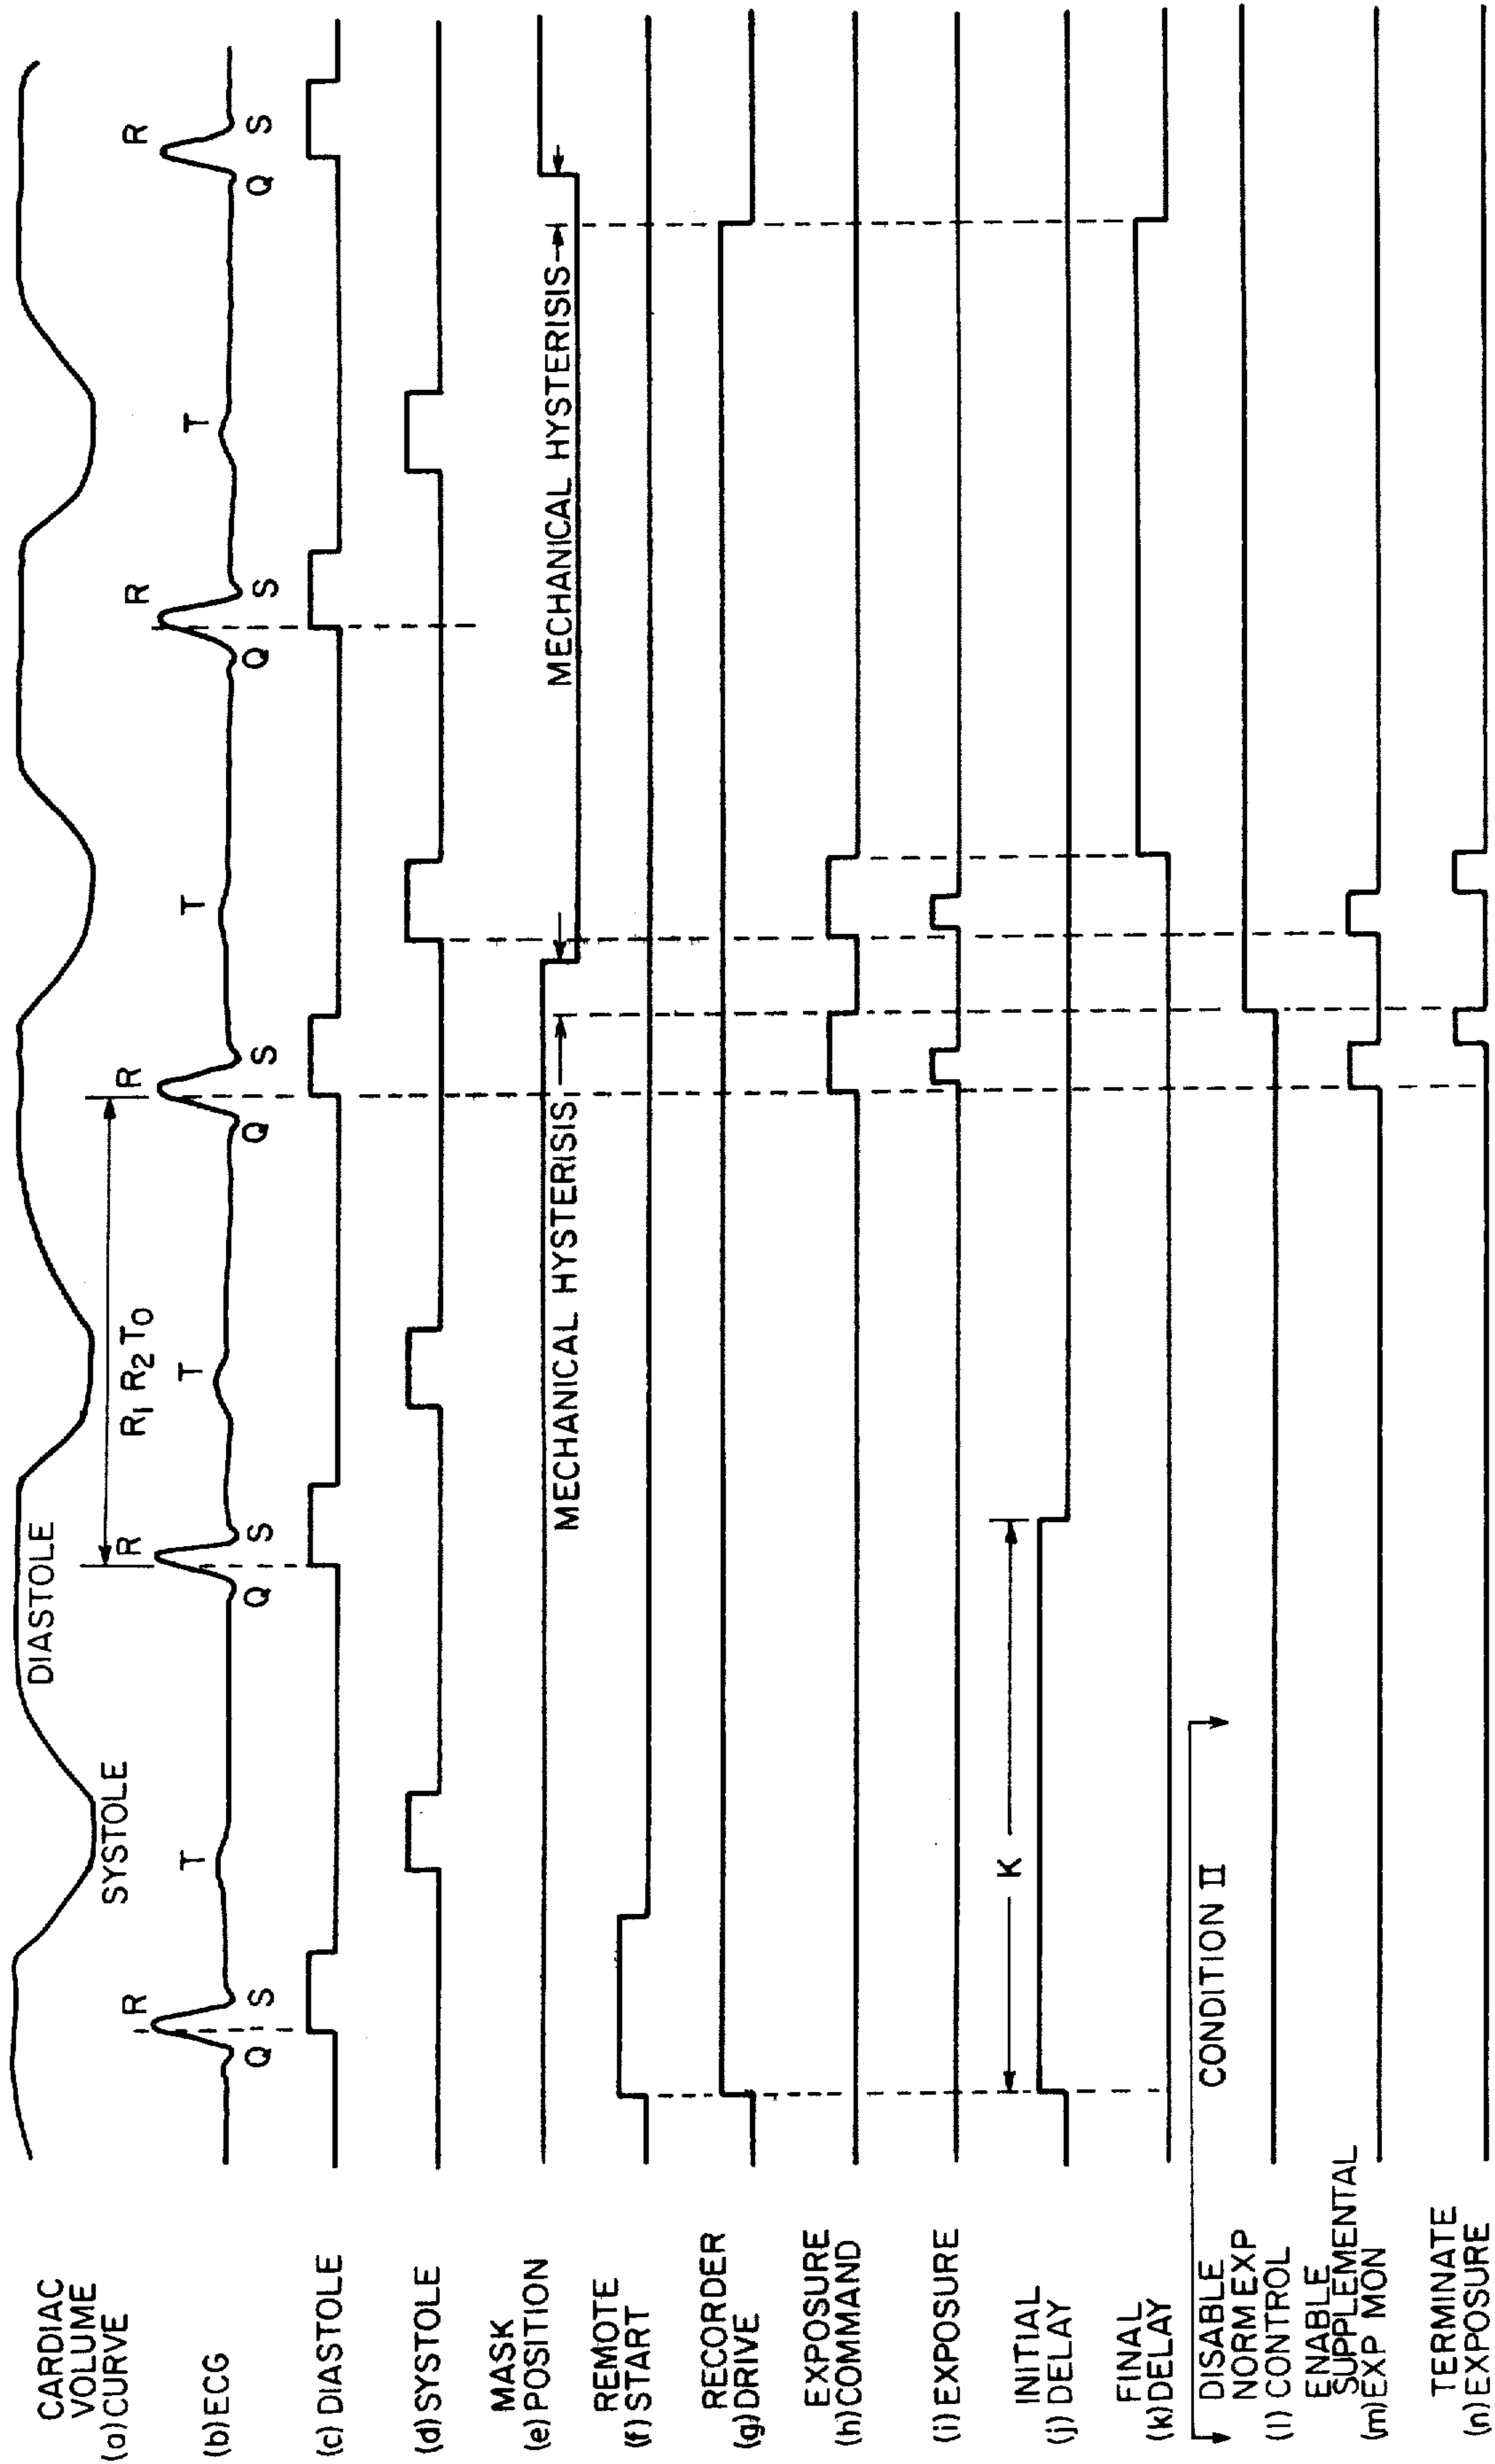 CARDIAC
VOLUME
(a) CURVE
DIASTOLE
SYSTOLE
R₁ R₂ T₀
(b) ECG
Q R S T
Q R S T
Q R S T
Q R S T
Q R S
(c) DIASTOLE
(d) SYSTOLE
MASK
(e) POSITION
MECHANICAL HYSTERISIS
MECHANICAL HYSTERISIS
REMOTE
(f) START
RECORDER
(g) DRIVE
EXPOSURE
(h) COMMAND
(i) EXPOSURE
INITIAL
(j) DELAY
K
FINAL
(k) DELAY
CONDITION II
DISABLE
NORM EXP
(l) CONTROL
ENABLE
SUPPLEMENTAL
(m) EXP MON
TERMINATE
(n) EXPOSURE